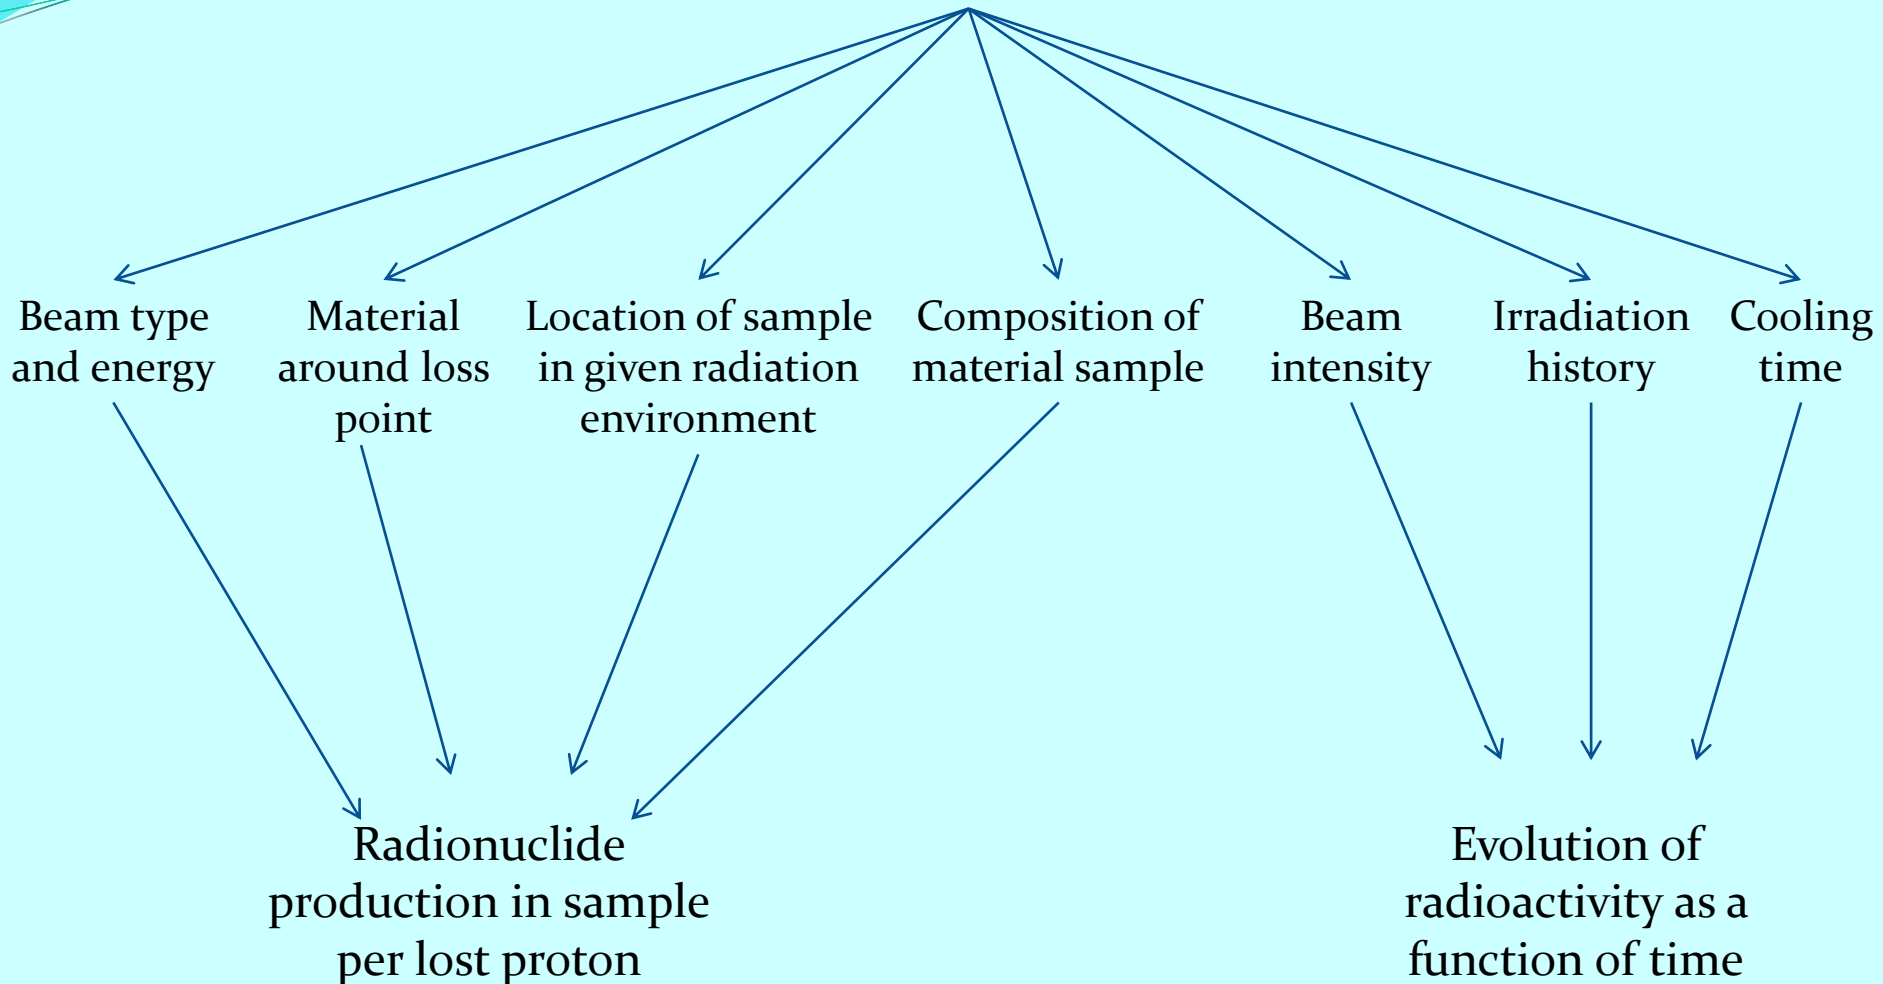 Beam type
and energy
Material
around loss
point
Location of sample
in given radiation
environment
Composition of
material sample
Beam
intensity
Irradiation
history
Cooling
time
Radionuclide
production in sample
per lost proton
Evolution of
radioactivity as a
function of time